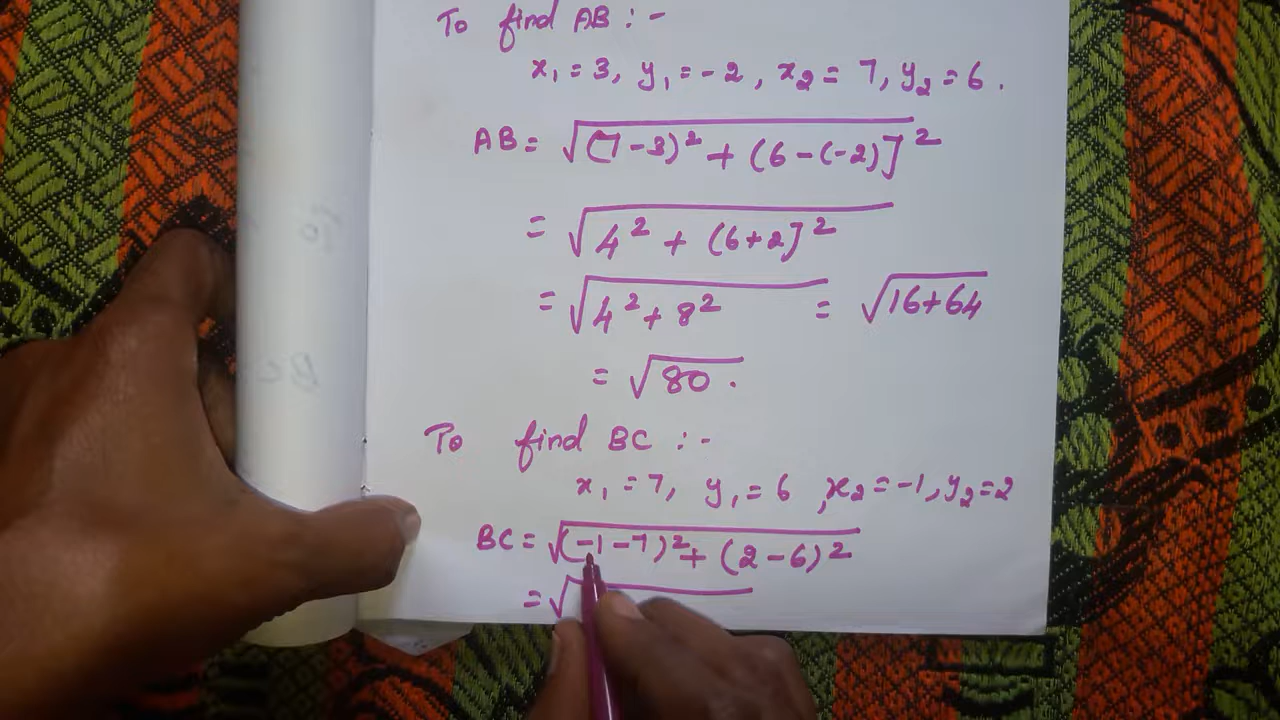 To find AB :-
x₁ = 3, y₁ = -2, x₂ = 7, y₂ = 6.
AB = √(7-3)² + (6-(-2)]²
= √4² + (6+2]²
= √4² + 8² = √16+64
= √80.
To find BC :-
x₁ = 7, y₁ = 6, x₂ = -1, y₂ = 2
BC = √(-1-7)² + (2-6)²
= √